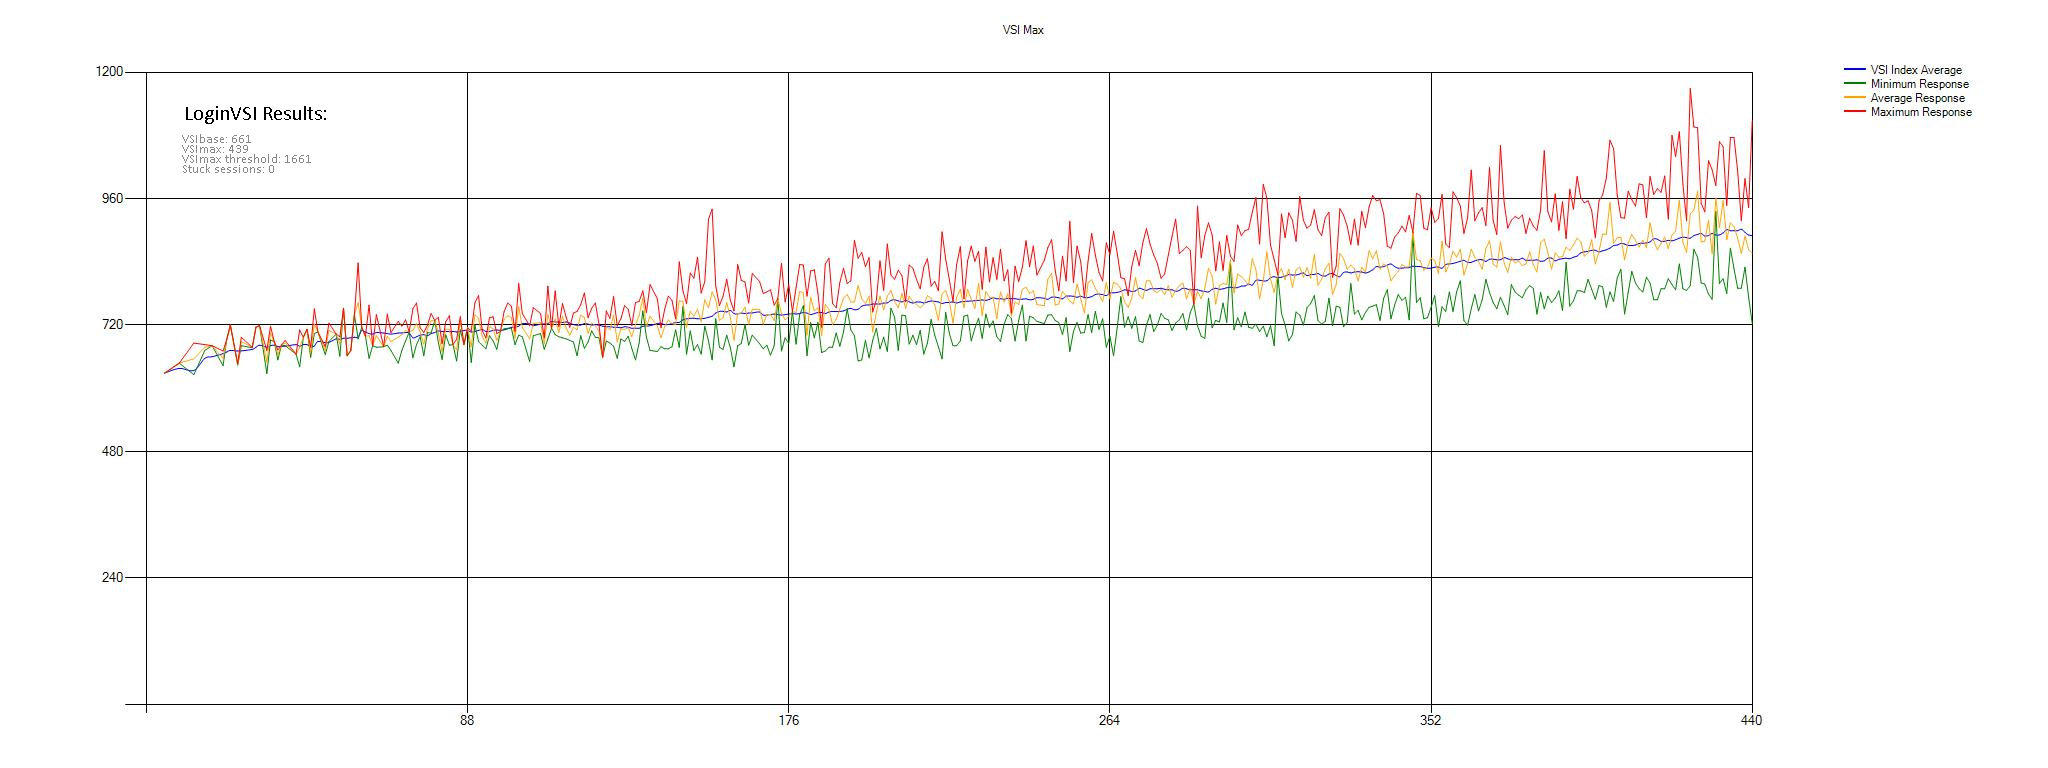 VSI Max
1200
960
720
480
240
88
176
264
352
440
LoginVSI Results:
VSIbase: 661
VSImax: 439
VSImax threshold: 1661
Stuck sessions: 0
VSI Index Average
Minimum Response
Average Response
Maximum Response